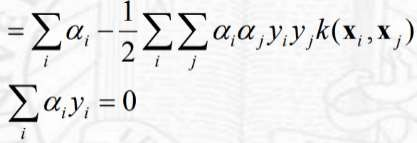 = ∑_i α_i − 1/2 ∑_i ∑_j α_i α_j y_i y_j k(𝐱_i, 𝐱_j)
∑_i α_i y_i = 0